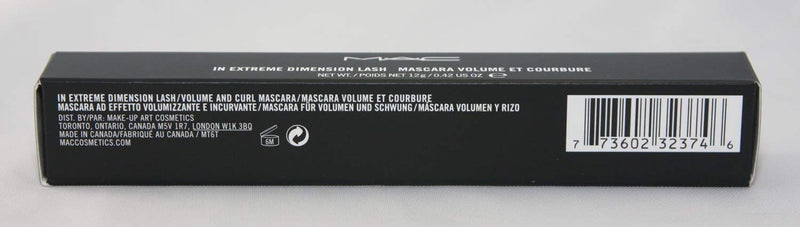 MAC
IN EXTREME DIMENSION LASH MASCARA VOLUME ET COURBURE
NET WT./POIDS NET 12g/0.42 US OZ ℮
IN EXTREME DIMENSION LASH/VOLUME AND CURL MASCARA/MASCARA VOLUME ET COURBURE
MASCARA AD EFFETTO VOLUMIZZANTE E INCURVANTE/MASCARA FÜR VOLUMEN UND SCHWUNG/MÁSCARA VOLUMEN Y RIZO
DIST. BY/PAR: MAKE-UP ART COSMETICS
TORONTO, ONTARIO, CANADA M5V 1R7, LONDON W1K 3BQ
MADE IN CANADA/FABRIQUÉ AU CANADA / MT6T
MACCOSMETICS.COM
6M
7 73602 32374 6